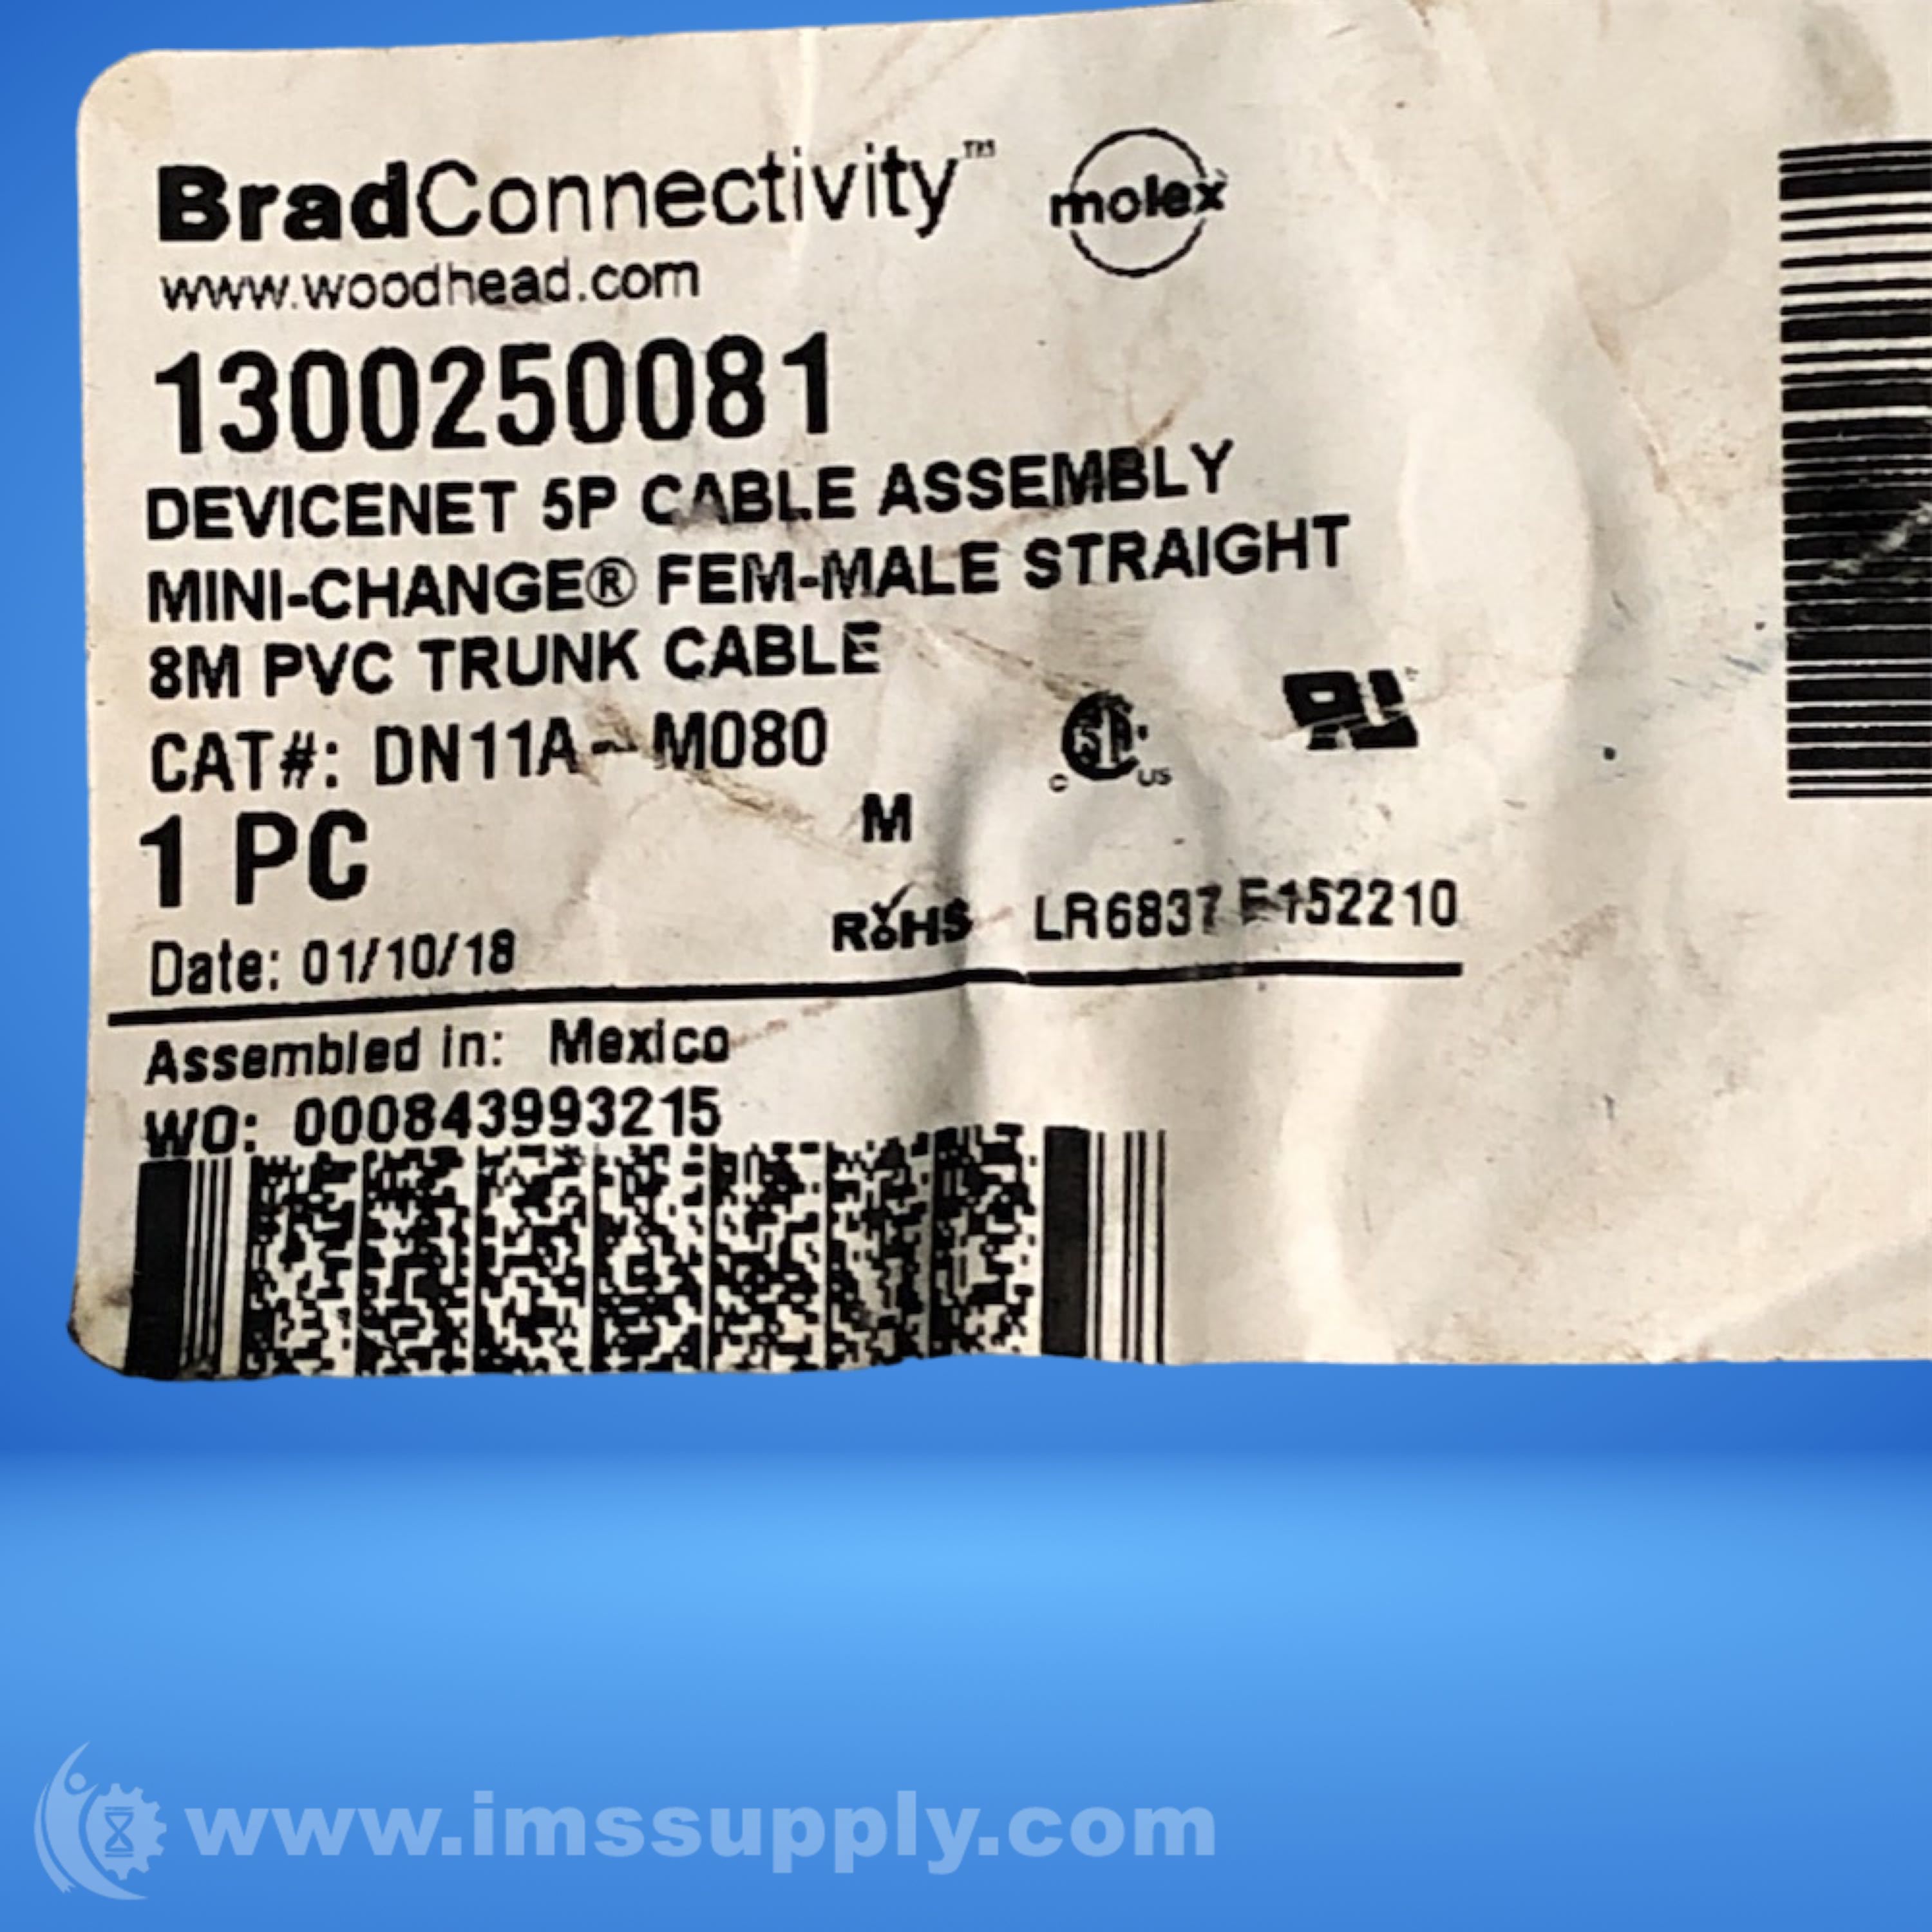 BradConnectivity™ molex
www.woodhead.com
1300250081
DEVICENET 5P CABLE ASSEMBLY
MINI-CHANGE® FEM-MALE STRAIGHT
8M PVC TRUNK CABLE
CAT#: DN11A-M080
C US
1 PC
M
RoHS LR6837 E152210
Date: 01/10/18
Assembled in: Mexico
WO: 000843993215
www.imssupply.com